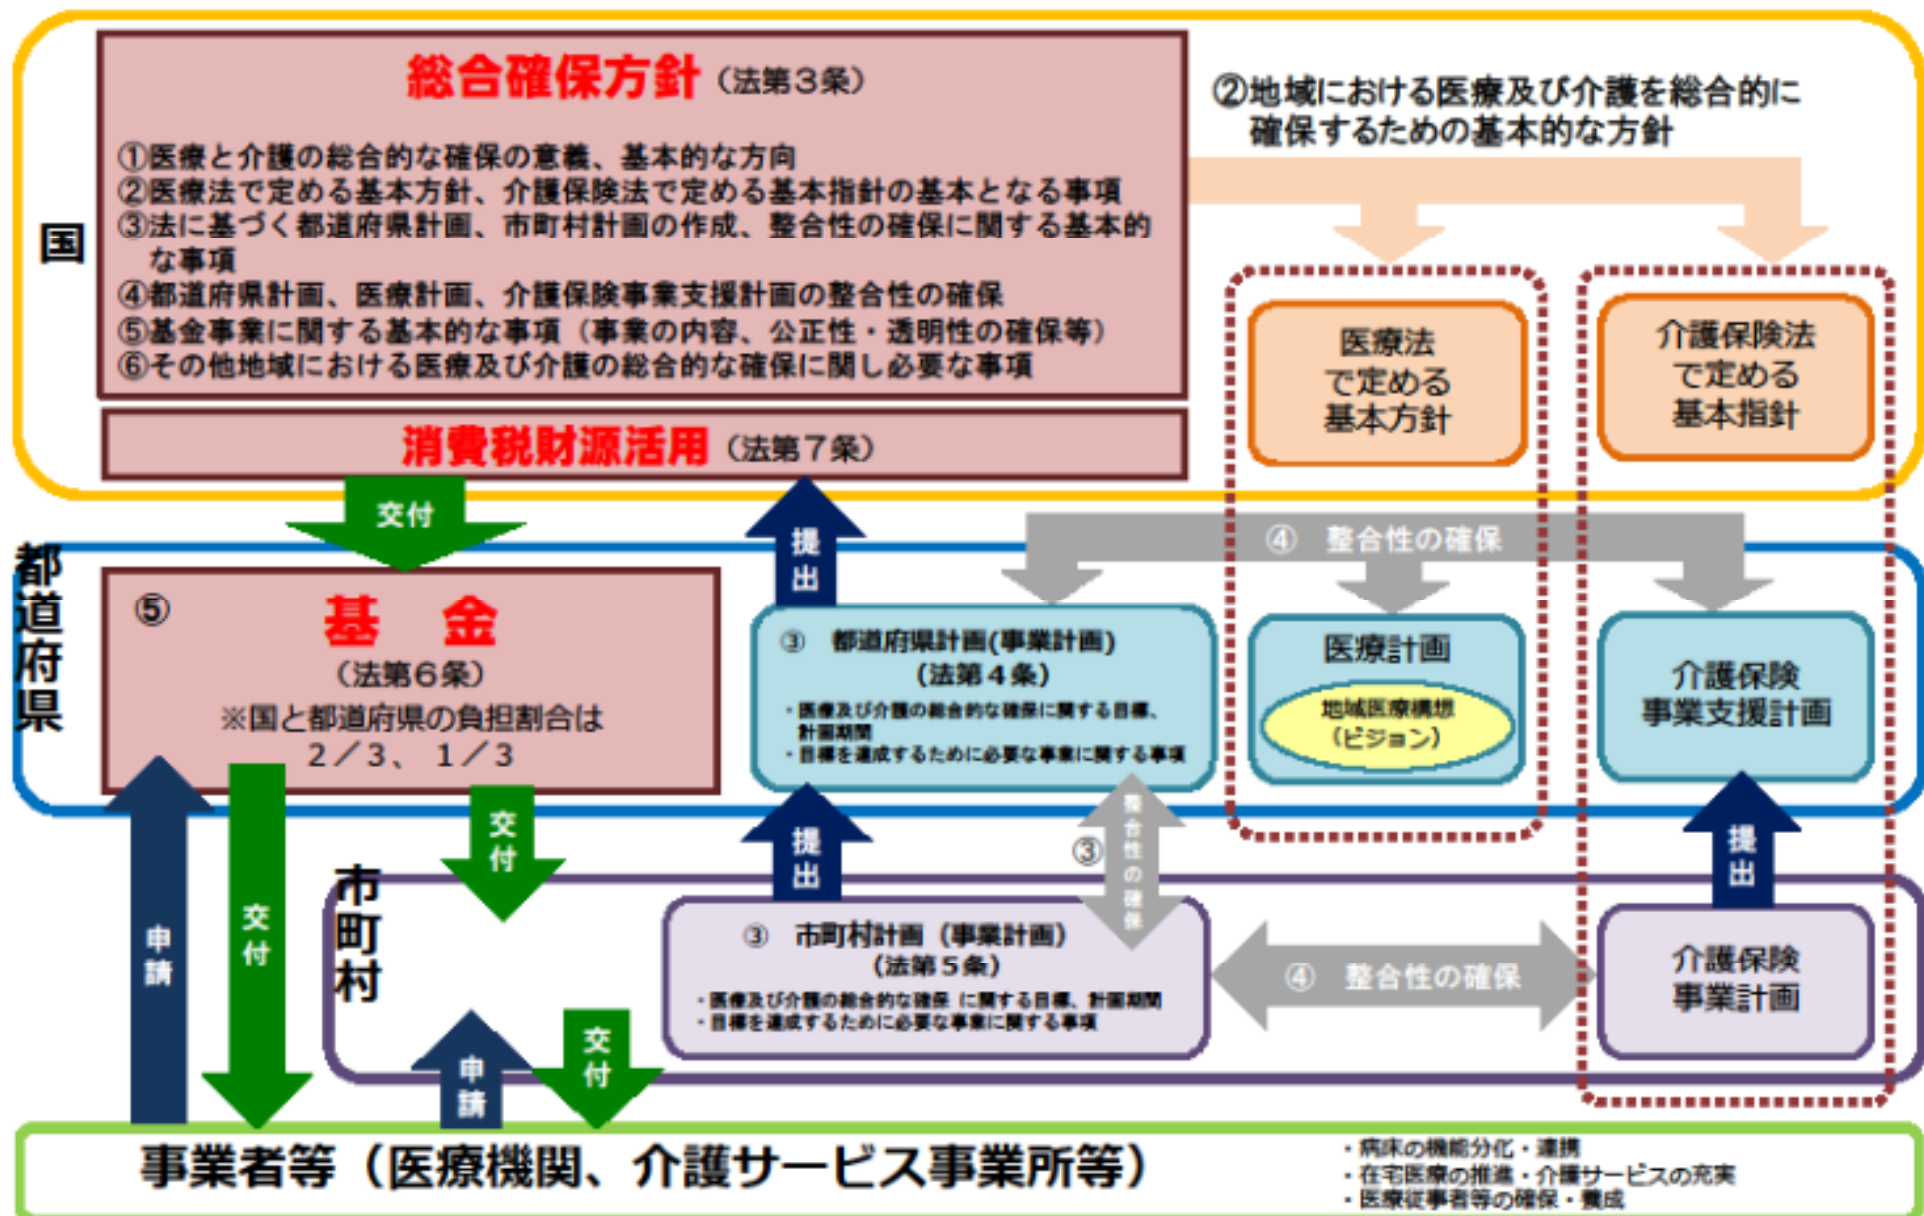 総合確保方針（法第３条）
①医療と介護の総合的な確保の意義、基本的な方向
②医療法で定める基本方針、介護保険法で定める基本指針の基本となる事項
③法に基づく都道府県計画、市町村計画の作成、整合性の確保に関する基本的
な事項
④都道府県計画、医療計画、介護保険事業支援計画の整合性の確保
⑤基金事業に関する基本的な事項（事業の内容、公正性・透明性の確保等）
⑥その他地域における医療及び介護の総合的な確保に関し必要な事項
国
消費税財源活用（法第７条）
②地域における医療及び介護を総合的に
確保するための基本的な方針
医療法
で定める
基本方針
介護保険法
で定める
基本指針
交付
提出
④ 整合性の確保
都道府県
⑤ 基 金
（法第６条）
※国と都道府県の負担割合は
２／３、１／３
③ 都道府県計画(事業計画)
（法第４条）
・医療及び介護の総合的な確保に関する目標、
計画期間
・目標を達成するために必要な事業に関する事項
医療計画
地域医療構想
（ビジョン）
介護保険
事業支援計画
申請
交付
交付
提出
③ 整合性の確保
提出
市町村
③ 市町村計画（事業計画）
（法第５条）
・医療及び介護の総合的な確保 に関する目標、計画期間
・目標を達成するために必要な事業に関する事項
④ 整合性の確保
介護保険
事業計画
申請
交付
事業者等（医療機関、介護サービス事業所等）
・病床の機能分化・連携
・在宅医療の推進・介護サービスの充実
・医療従事者等の確保・養成